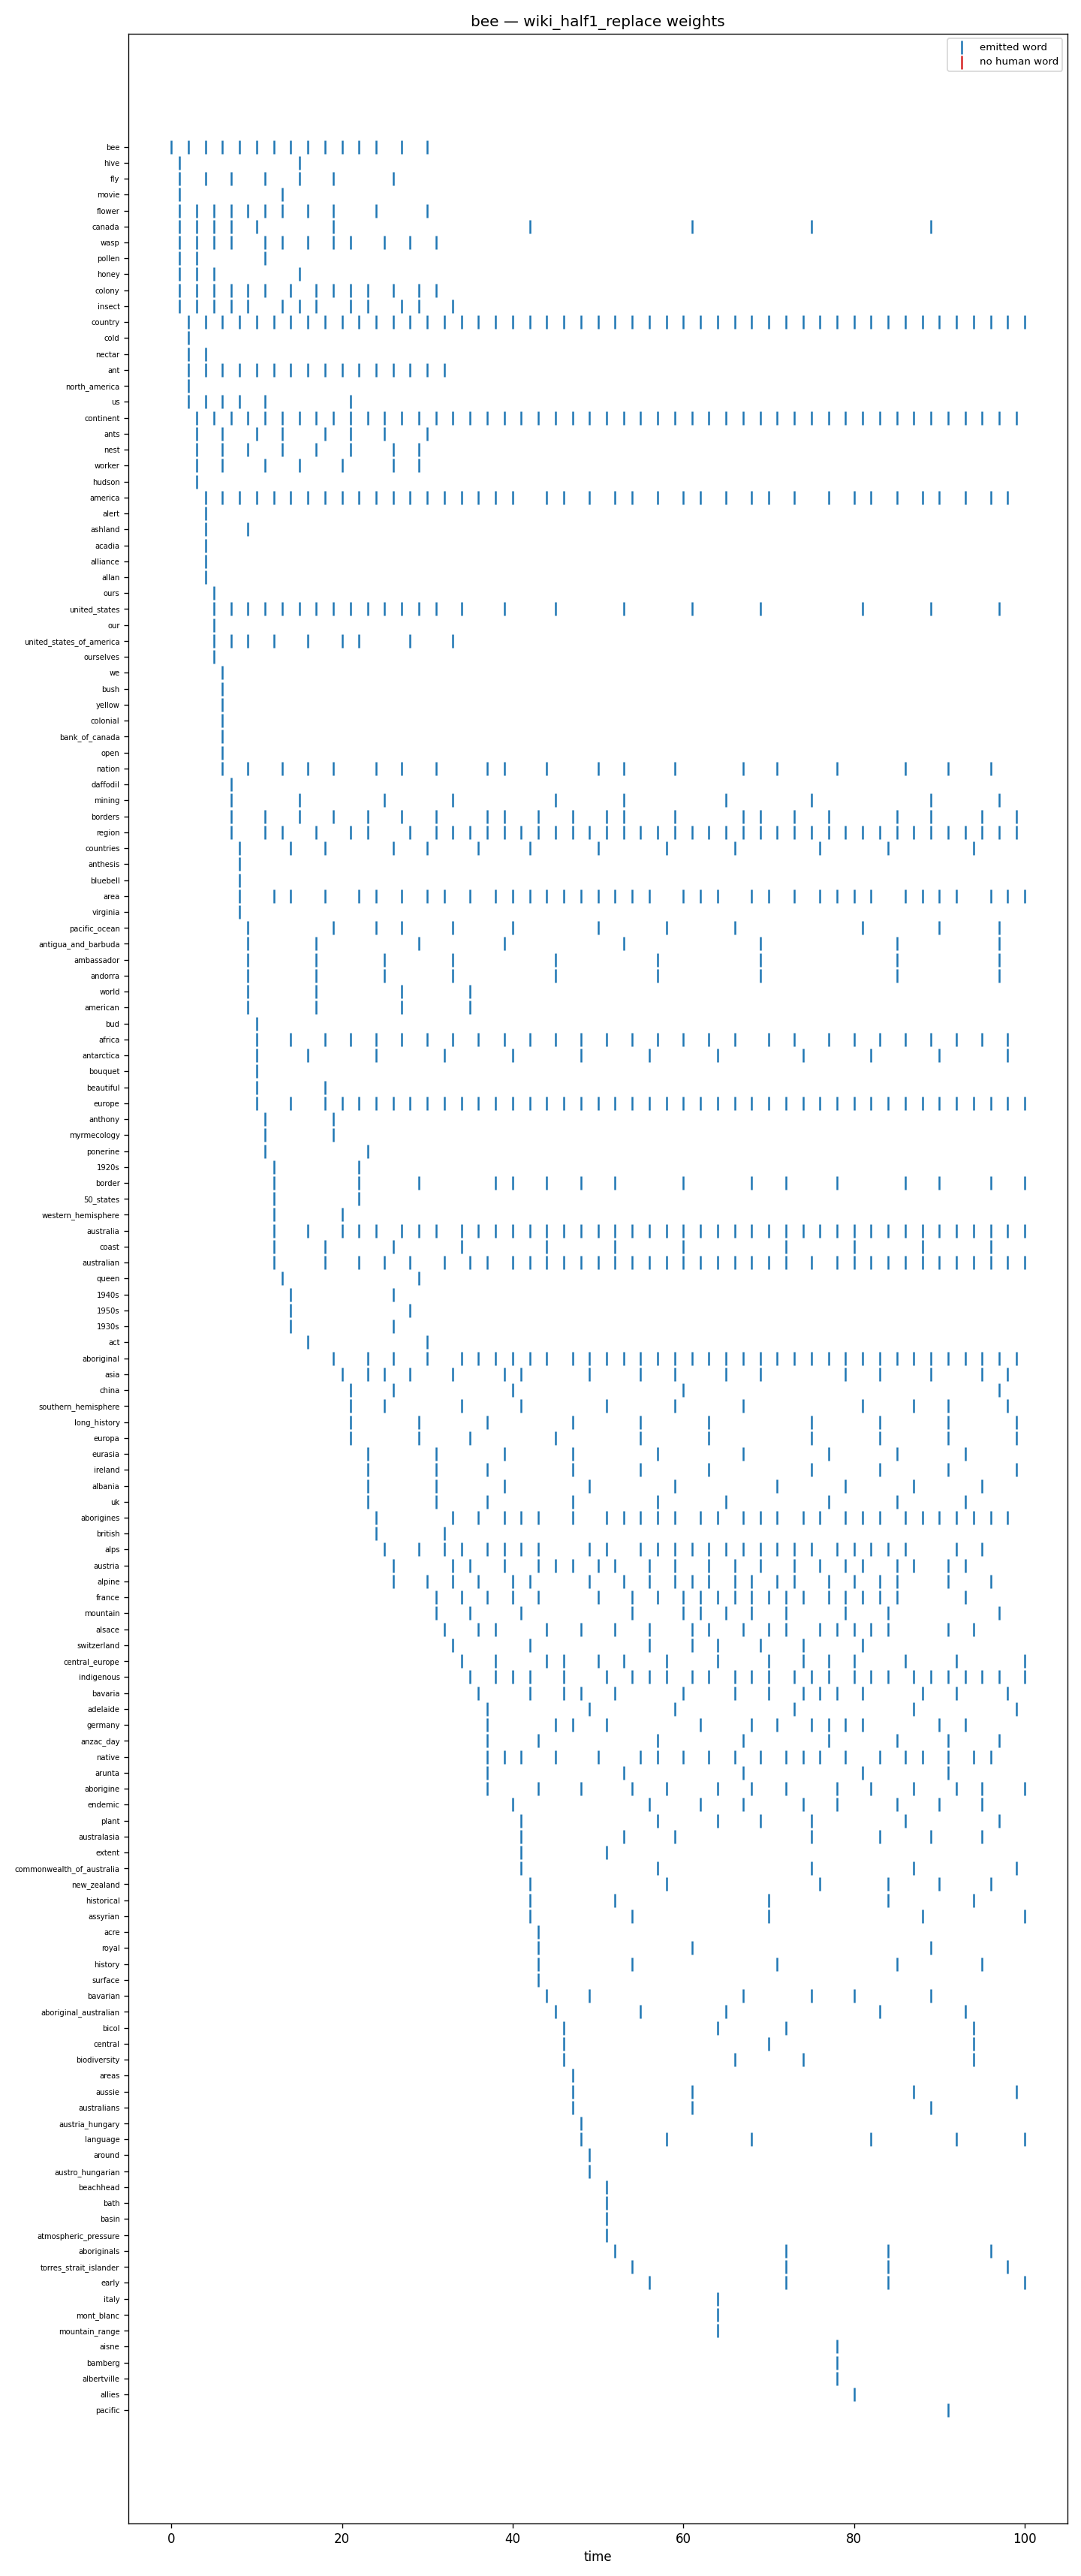 bee — wiki_half1_replace weights
emitted word
no human word
bee
hive
fly
movie
flower
canada
wasp
pollen
honey
colony
insect
country
cold
nectar
ant
north_america
us
continent
ants
nest
worker
hudson
america
alert
ashland
acadia
alliance
allan
ours
united_states
our
united_states_of_america
ourselves
we
bush
yellow
colonial
bank_of_canada
open
nation
daffodil
mining
borders
region
countries
anthesis
bluebell
area
virginia
pacific_ocean
antigua_and_barbuda
ambassador
andorra
world
american
bud
africa
antarctica
bouquet
beautiful
europe
anthony
myrmecology
ponerine
1920s
border
50_states
western_hemisphere
australia
coast
australian
queen
1940s
1950s
1930s
act
aboriginal
asia
china
southern_hemisphere
long_history
europa
eurasia
ireland
albania
uk
aborigines
british
alps
austria
alpine
france
mountain
alsace
switzerland
central_europe
indigenous
bavaria
adelaide
germany
anzac_day
native
arunta
aborigine
endemic
plant
australasia
extent
commonwealth_of_australia
new_zealand
historical
assyrian
acre
royal
history
surface
bavarian
aboriginal_australian
bicol
central
biodiversity
areas
aussie
australians
austria_hungary
language
around
austro_hungarian
beachhead
bath
basin
atmospheric_pressure
aboriginals
torres_strait_islander
early
italy
mont_blanc
mountain_range
aisne
bamberg
albertville
allies
pacific
0 20 40 60 80 100
time